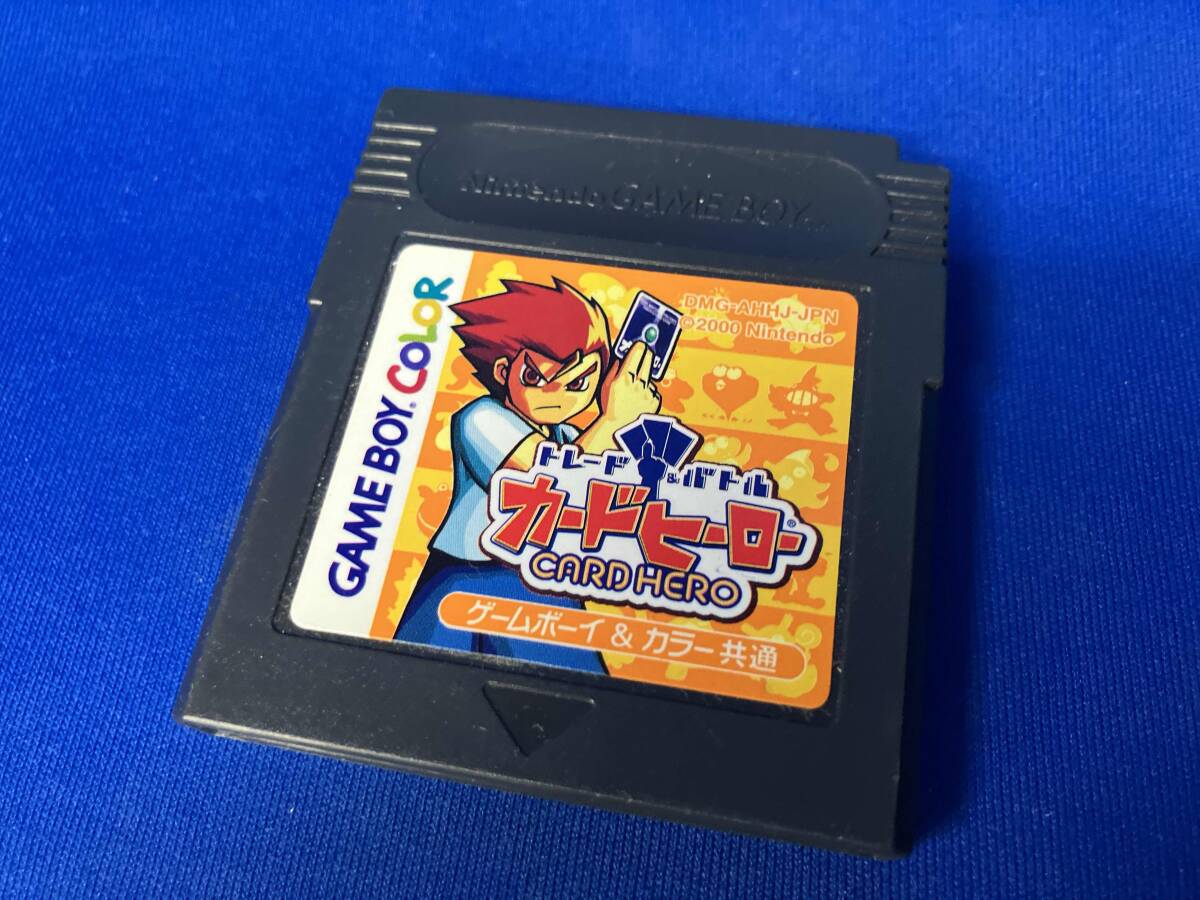 Nintendo GAME BOY
GAME BOY COLOR
DMG-AHHJ-JPN
©2000 Nintendo
トレード&バトル
カードヒーロー®
CARD HERO
ゲームボーイ & カラー共通